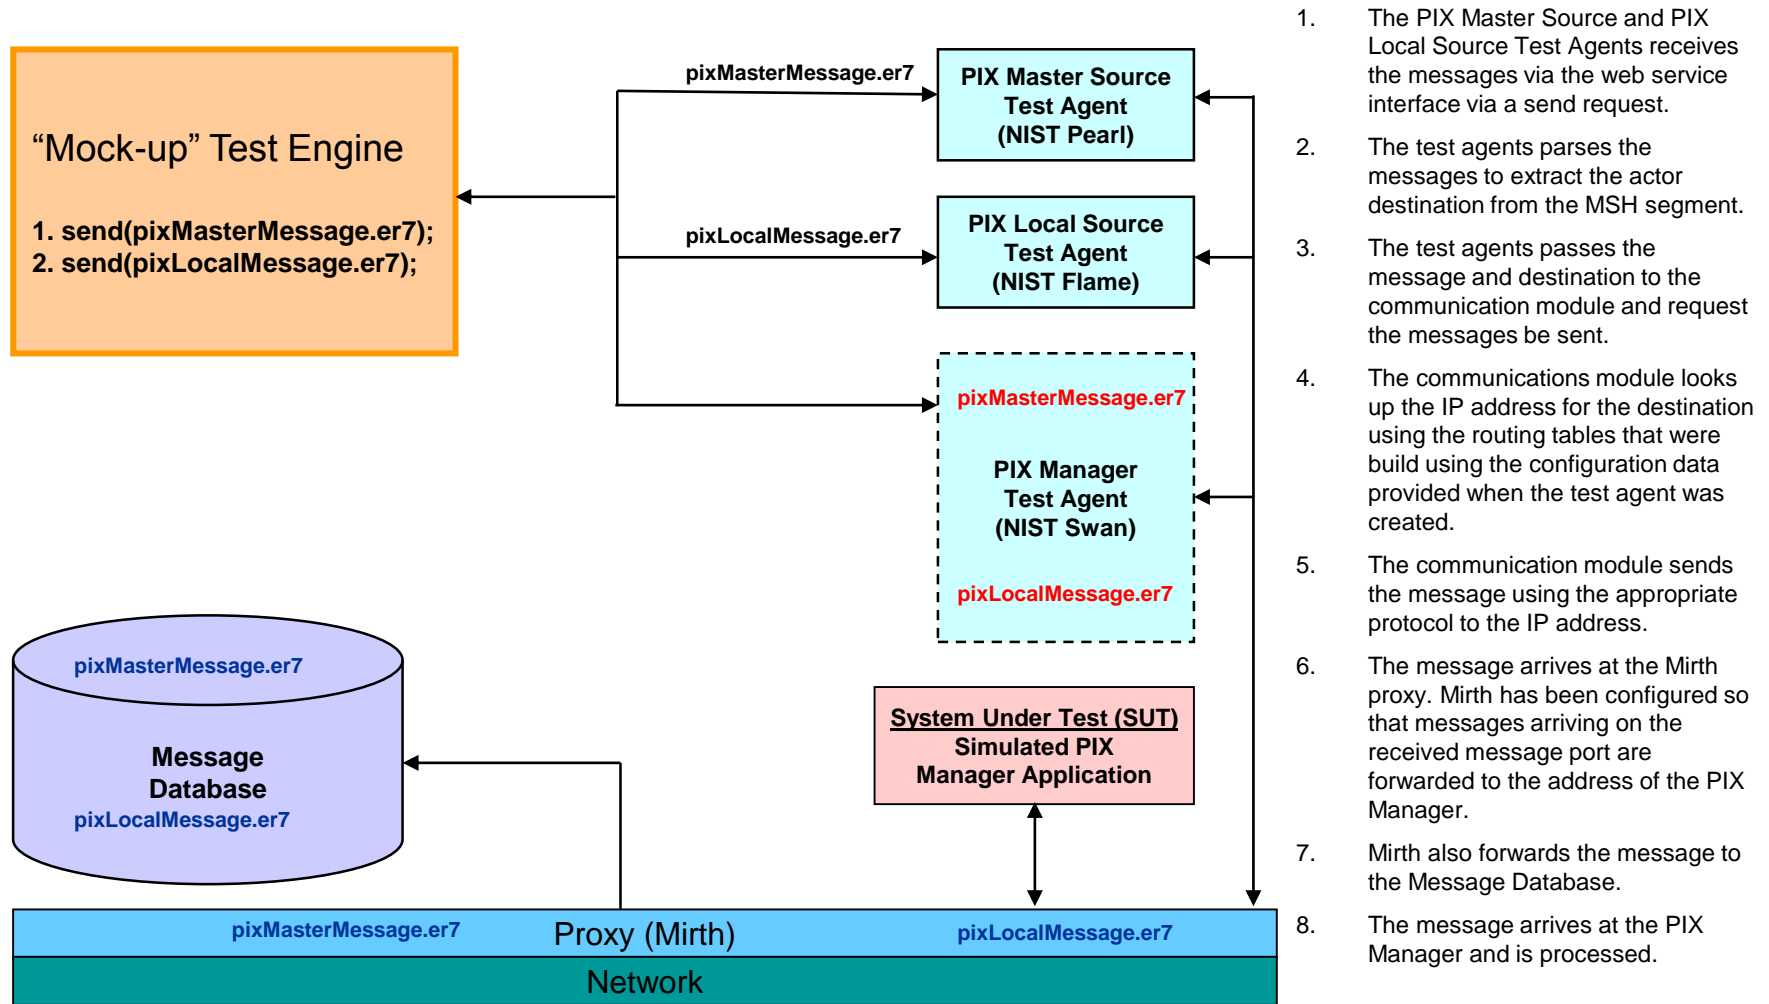 “Mock-up” Test Engine
1. send(pixMasterMessage.er7);
2. send(pixLocalMessage.er7);
pixMasterMessage.er7
PIX Master Source
Test Agent
(NIST Pearl)
pixLocalMessage.er7
PIX Local Source
Test Agent
(NIST Flame)
pixMasterMessage.er7
PIX Manager
Test Agent
(NIST Swan)
pixLocalMessage.er7
pixMasterMessage.er7
Message
Database
pixLocalMessage.er7
System Under Test (SUT)
Simulated PIX
Manager Application
pixMasterMessage.er7
Proxy (Mirth)
pixLocalMessage.er7
Network
1. The PIX Master Source and PIX
Local Source Test Agents receives
the messages via the web service
interface via a send request.
2. The test agents parses the
messages to extract the actor
destination from the MSH segment.
3. The test agents passes the
message and destination to the
communication module and request
the messages be sent.
4. The communications module looks
up the IP address for the destination
using the routing tables that were
build using the configuration data
provided when the test agent was
created.
5. The communication module sends
the message using the appropriate
protocol to the IP address.
6. The message arrives at the Mirth
proxy. Mirth has been configured so
that messages arriving on the
received message port are
forwarded to the address of the PIX
Manager.
7. Mirth also forwards the message to
the Message Database.
8. The message arrives at the PIX
Manager and is processed.